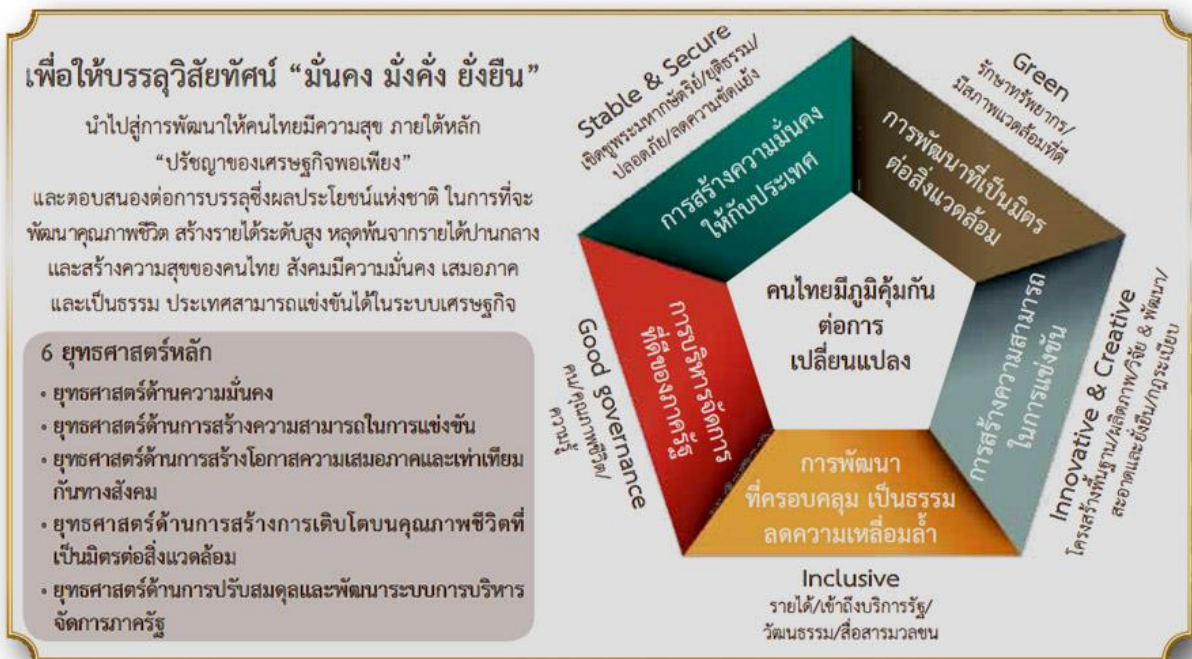 เพื่อให้บรรลุวิสัยทัศน์ “มั่นคง มั่งคั่ง ยั่งยืน”
นำไปสู่การพัฒนาให้คนไทยมีความสุข ภายใต้หลัก
“ปรัชญาของเศรษฐกิจพอเพียง”
และตอบสนองต่อการบรรลุซึ่งผลประโยชน์แห่งชาติ ในการที่จะ
พัฒนาคุณภาพชีวิต สร้างรายได้ระดับสูง หลุดพ้นจากรายได้ปานกลาง
และสร้างความสุขของคนไทย สังคมมีความมั่นคง เสมอภาค
และเป็นธรรม ประเทศสามารถแข่งขันได้ในระบบเศรษฐกิจ
6 ยุทธศาสตร์หลัก
• ยุทธศาสตร์ด้านความมั่นคง
• ยุทธศาสตร์ด้านการสร้างความสามารถในการแข่งขัน
• ยุทธศาสตร์ด้านการสร้างโอกาสความเสมอภาคและเท่าเทียม
กันทางสังคม
• ยุทธศาสตร์ด้านการสร้างการเติบโตบนคุณภาพชีวิตที่
เป็นมิตรต่อสิ่งแวดล้อม
• ยุทธศาสตร์ด้านการปรับสมดุลและพัฒนาระบบการบริหาร
จัดการภาครัฐ
Stable & Secure
เชิดชูพระมหากษัตริย์/ยุติธรรม/
ปลอดภัย/ลดความขัดแย้ง
การสร้างความมั่นคง
ให้กับประเทศ
Green
รักษาทรัพยากร/
มีสภาพแวดล้อมที่ดี
การพัฒนาที่เป็นมิตร
ต่อสิ่งแวดล้อม
คนไทยมีภูมิคุ้มกัน
ต่อการ
เปลี่ยนแปลง
การสร้างความสามารถ
ในการแข่งขัน
Innovative & Creative
โครงสร้างพื้นฐาน/ผลิตภาพ/วิจัย & พัฒนา/
สะอาดและยั่งยืน/กฎระเบียบ
การบริหารจัดการ
ที่ดีของภาครัฐ
Good governance
คน/คุณภาพชีวิต/
ความรู้
การพัฒนา
ที่ครอบคลุม เป็นธรรม
ลดความเหลื่อมล้ำ
Inclusive
รายได้/เข้าถึงบริการรัฐ/
วัฒนธรรม/สื่อสารมวลชน